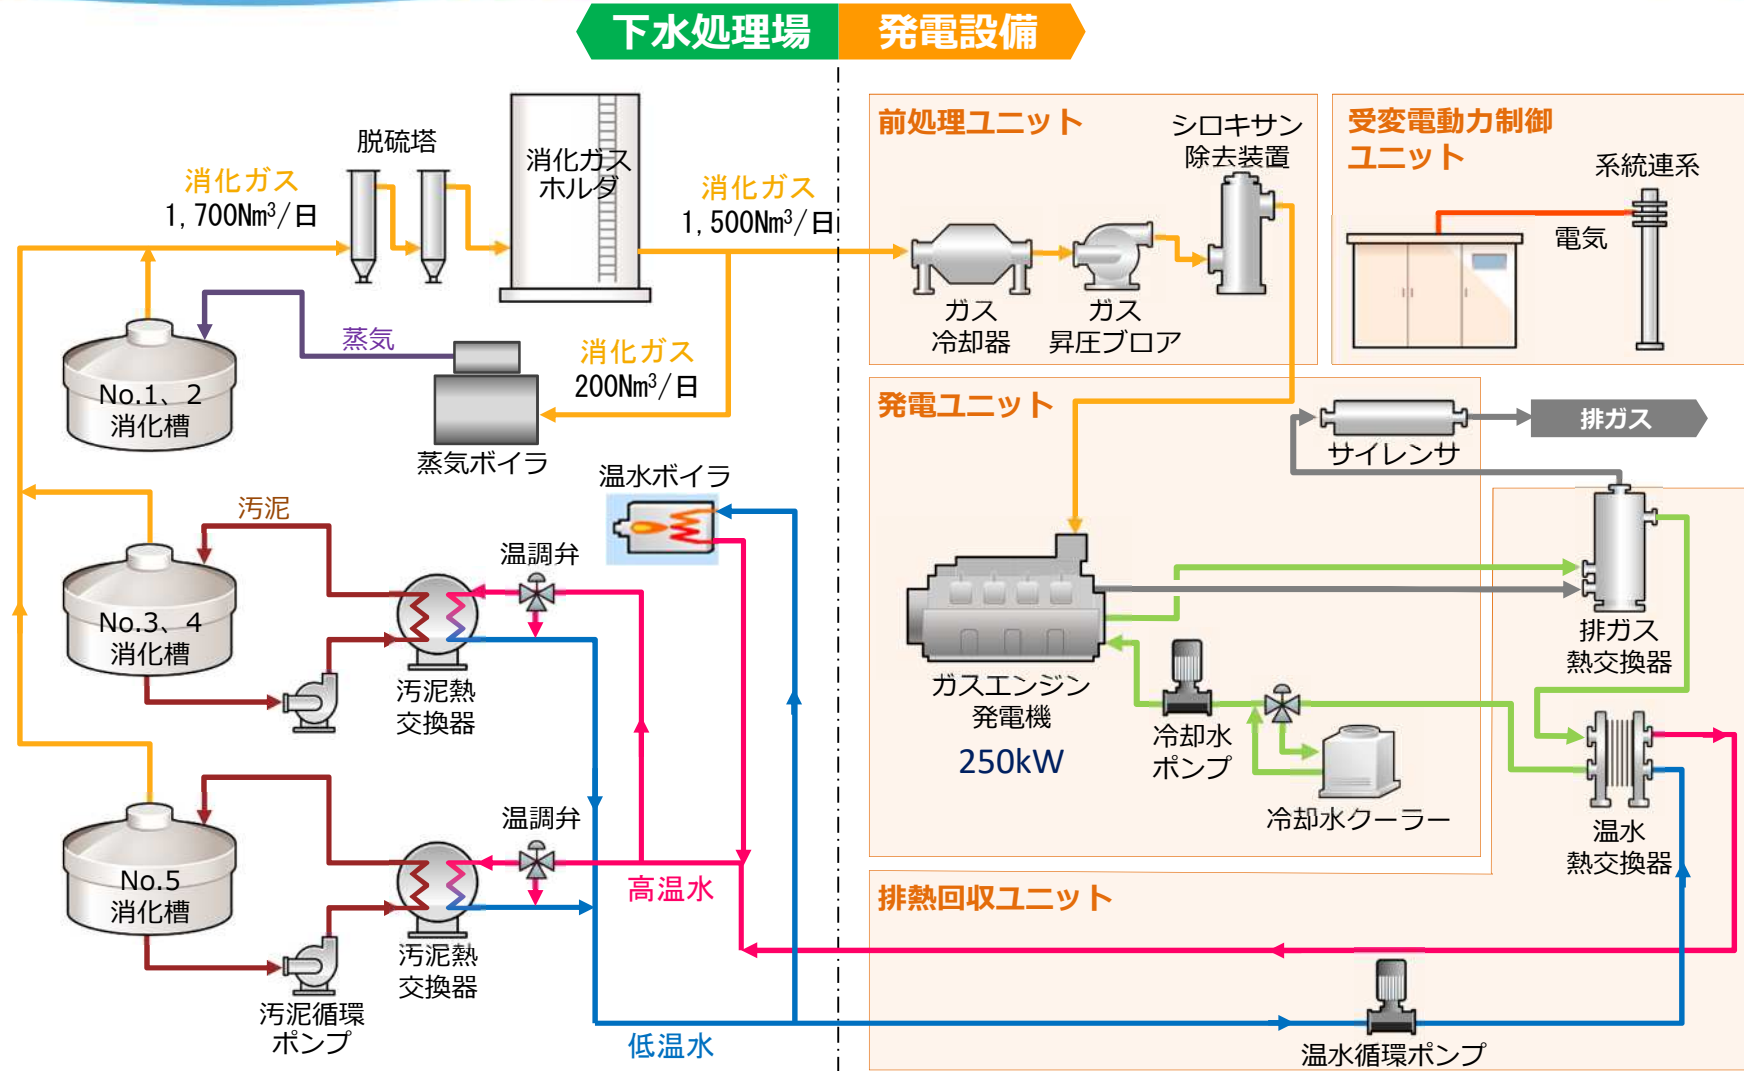 下水処理場
発電設備
脱硫塔
消化ガス
1,700Nm³/日
消化ガス
ホルダ
消化ガス
1,500Nm³/日
蒸気
消化ガス
200Nm³/日
No.1、2
消化槽
蒸気ボイラ
温水ボイラ
汚泥
温調弁
No.3、4
消化槽
汚泥熱
交換器
温調弁
No.5
消化槽
高温水
汚泥熱
交換器
汚泥循環
ポンプ
低温水
前処理ユニット
シロキサン
除去装置
ガス
冷却器
ガス
昇圧ブロア
受変電動力制御
ユニット
系統連系
電気
発電ユニット
サイレンサ
排ガス
ガスエンジン
発電機
250kW
冷却水
ポンプ
冷却水クーラー
排ガス
熱交換器
温水
熱交換器
排熱回収ユニット
温水循環ポンプ